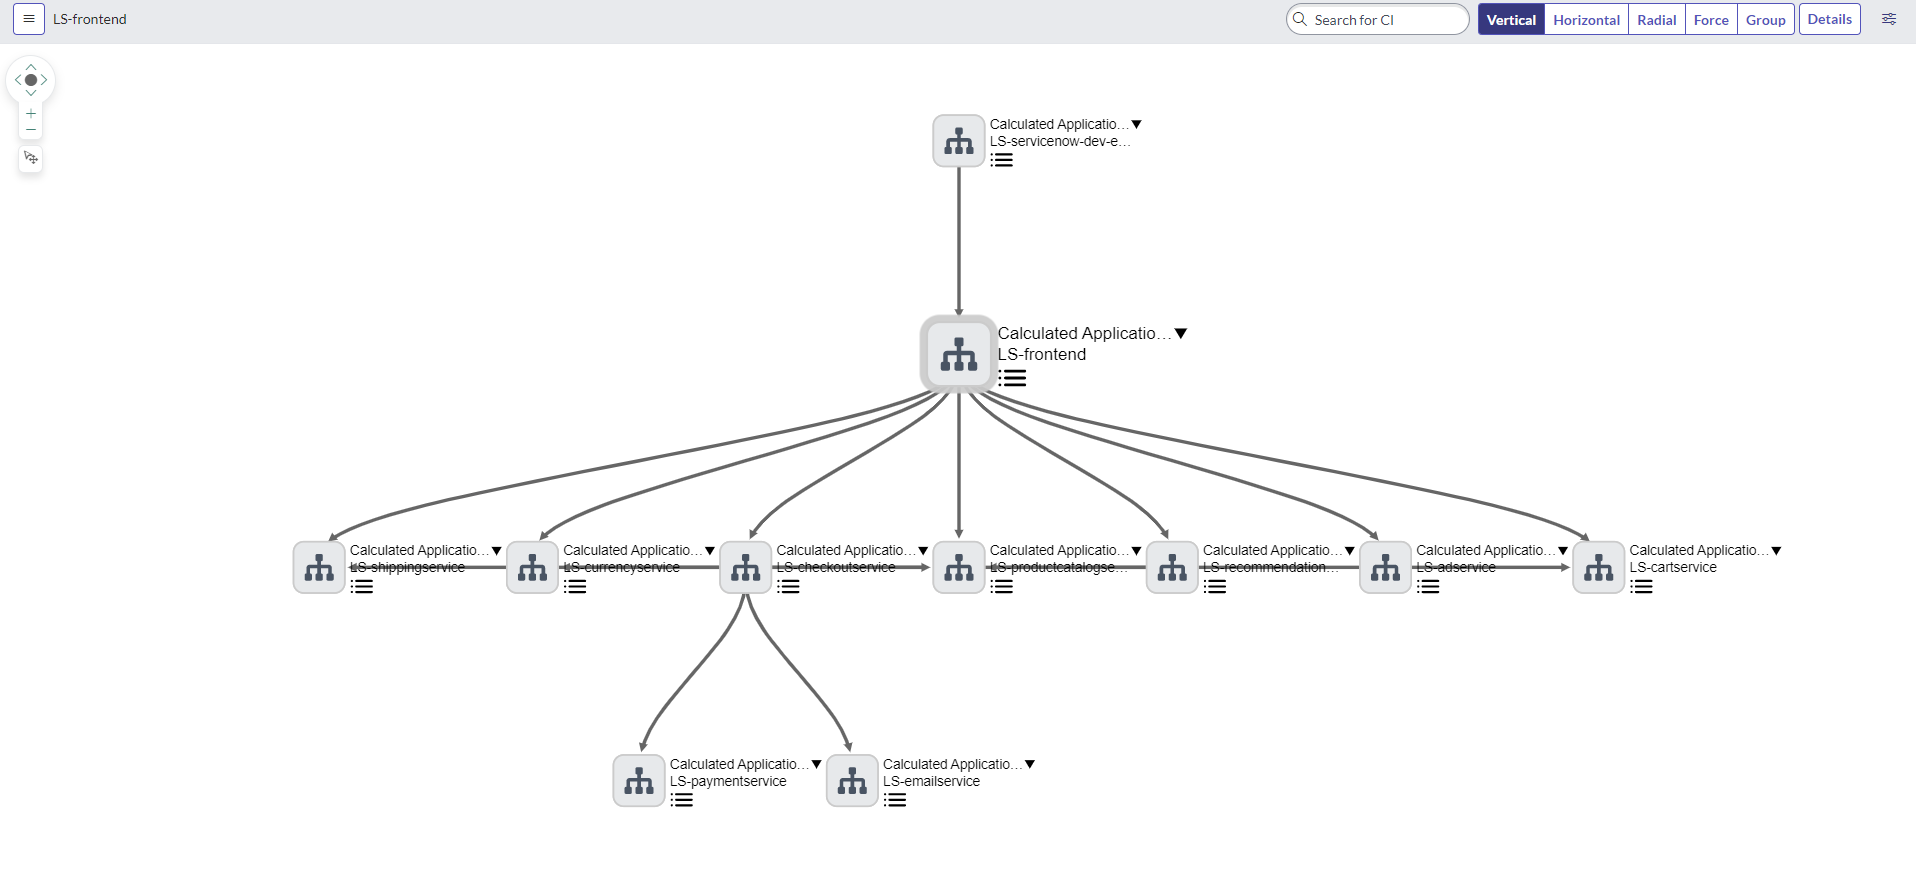 LS-frontend
Search for CI
Vertical
Horizontal
Radial
Force
Group
Details
Calculated Applicatio...
LS-servicenow-dev-e...
Calculated Applicatio...
LS-frontend
Calculated Applicatio...
LS-shippingservice
Calculated Applicatio...
LS-currencyservice
Calculated Applicatio...
LS-checkoutservice
Calculated Applicatio...
LS-productcatalogse...
Calculated Applicatio...
LS-recommendation...
Calculated Applicatio...
LS-adservice
Calculated Applicatio...
LS-cartservice
Calculated Applicatio...
LS-paymentservice
Calculated Applicatio...
LS-emailservice